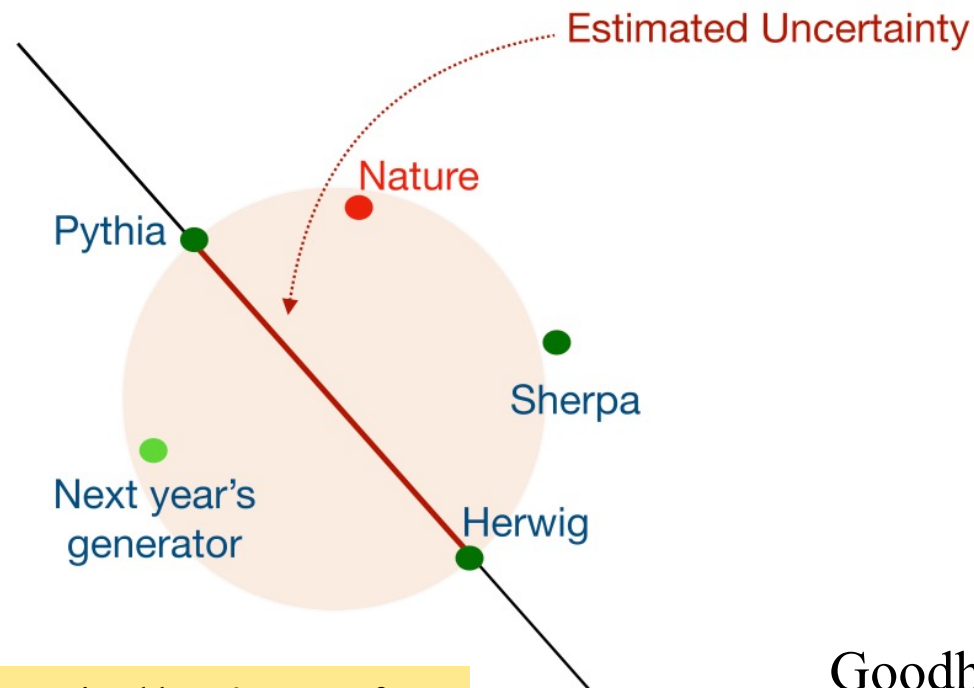 Estimated Uncertainty
Nature
Pythia
Sherpa
Next year's
generator
Herwig